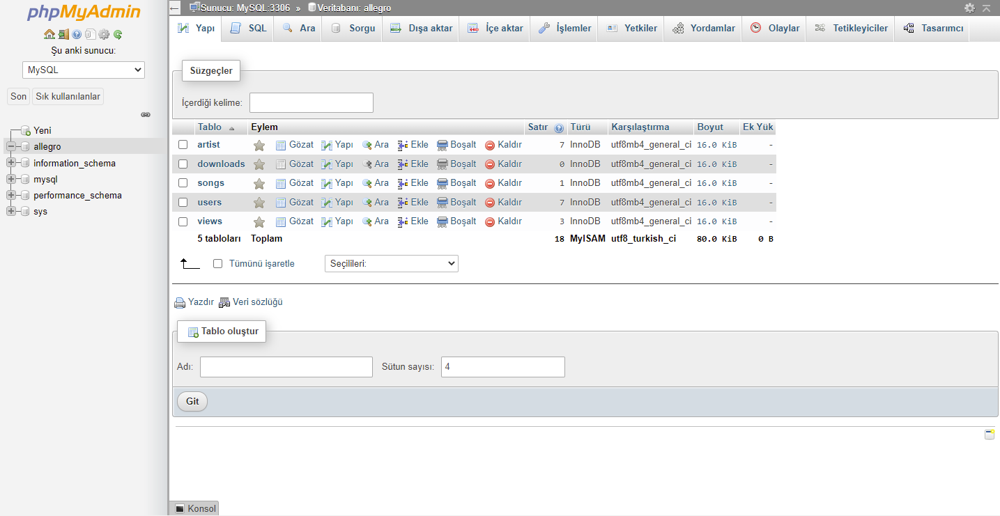 phpMyAdmin
Şu anki sunucu:
MySQL
Son Sık kullanılanlar
Yeni
allegro
information_schema
mysql
performance_schema
sys
Sunucu: MySQL:3306 » Veritabanı: allegro
Yapı SQL Ara Sorgu Dışa aktar İçe aktar İşlemler Yetkiler Yordamlar Olaylar Tetikleyiciler Tasarımcı
Süzgeçler
İçerdiği kelime:
Tablo Eylem Satır Türü Karşılaştırma Boyut Ek Yük
artist Gözat Yapı Ara Ekle Boşalt Kaldır 7 InnoDB utf8mb4_general_ci 16.0 KiB -
downloads Gözat Yapı Ara Ekle Boşalt Kaldır 0 InnoDB utf8mb4_general_ci 16.0 KiB -
songs Gözat Yapı Ara Ekle Boşalt Kaldır 1 InnoDB utf8mb4_general_ci 16.0 KiB -
users Gözat Yapı Ara Ekle Boşalt Kaldır 7 InnoDB utf8mb4_general_ci 16.0 KiB -
views Gözat Yapı Ara Ekle Boşalt Kaldır 3 InnoDB utf8mb4_general_ci 16.0 KiB -
5 tabloları Toplam 18 MyISAM utf8_turkish_ci 80.0 KiB 0 B
Tümünü işaretle Seçilileri:
Yazdır Veri sözlüğü
Tablo oluştur
Adı: Sütun sayısı: 4
Git
Konsol